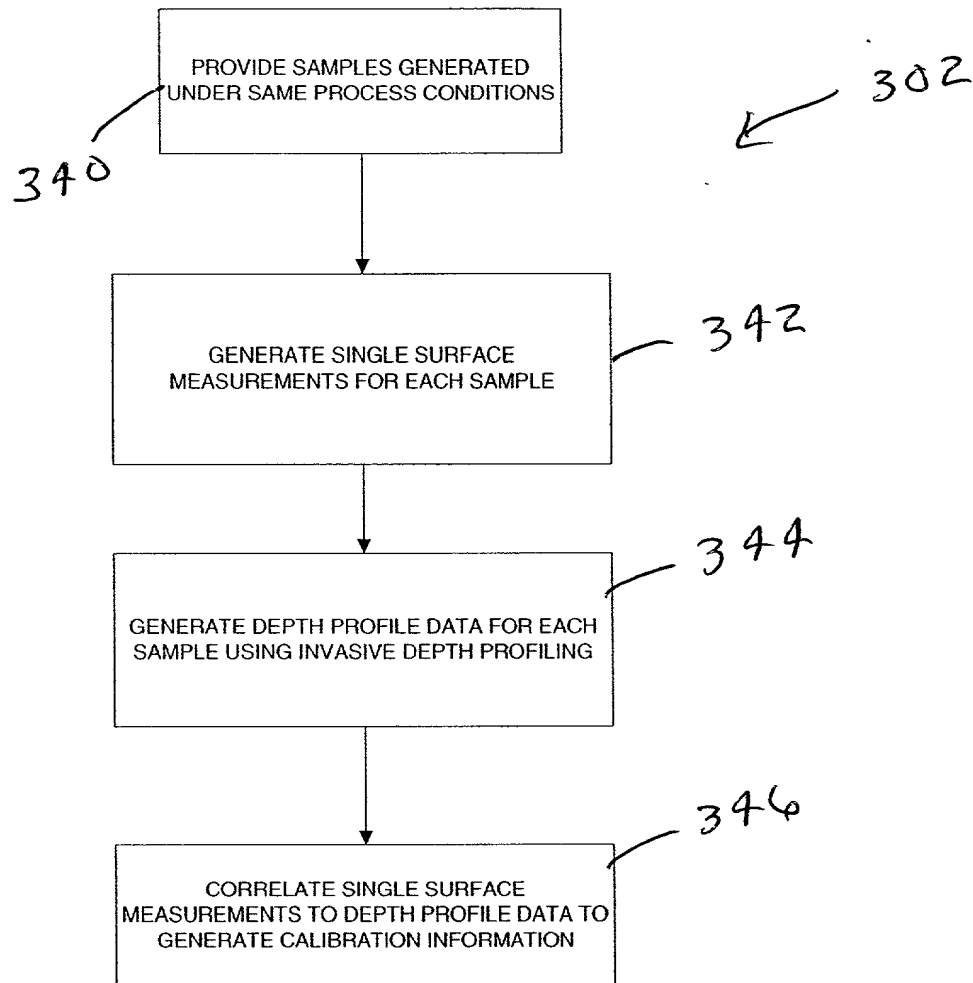 PROVIDE SAMPLES GENERATED
UNDER SAME PROCESS CONDITIONS
302
340
GENERATE SINGLE SURFACE
MEASUREMENTS FOR EACH SAMPLE
342
GENERATE DEPTH PROFILE DATA FOR EACH
SAMPLE USING INVASIVE DEPTH PROFILING
344
CORRELATE SINGLE SURFACE
MEASUREMENTS TO DEPTH PROFILE DATA TO
GENERATE CALIBRATION INFORMATION
346